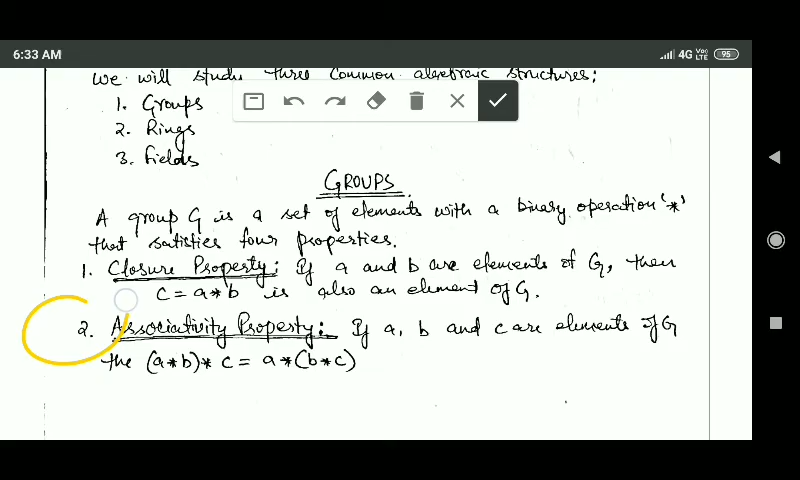 6:33 AM 4G Vo) LTE 95
we will study three common algebraic structures;
1. Groups
2. Rings
3. Fields
GROUPS
A group G is a set of elements with a binary operation '*'
that satisfies four properties.
1. Closure Property: If a and b are elements of G, then
c = a * b is also an element of G.
2. Associativity Property: If a, b and c are elements of G
the (a * b) * c = a * (b * c)